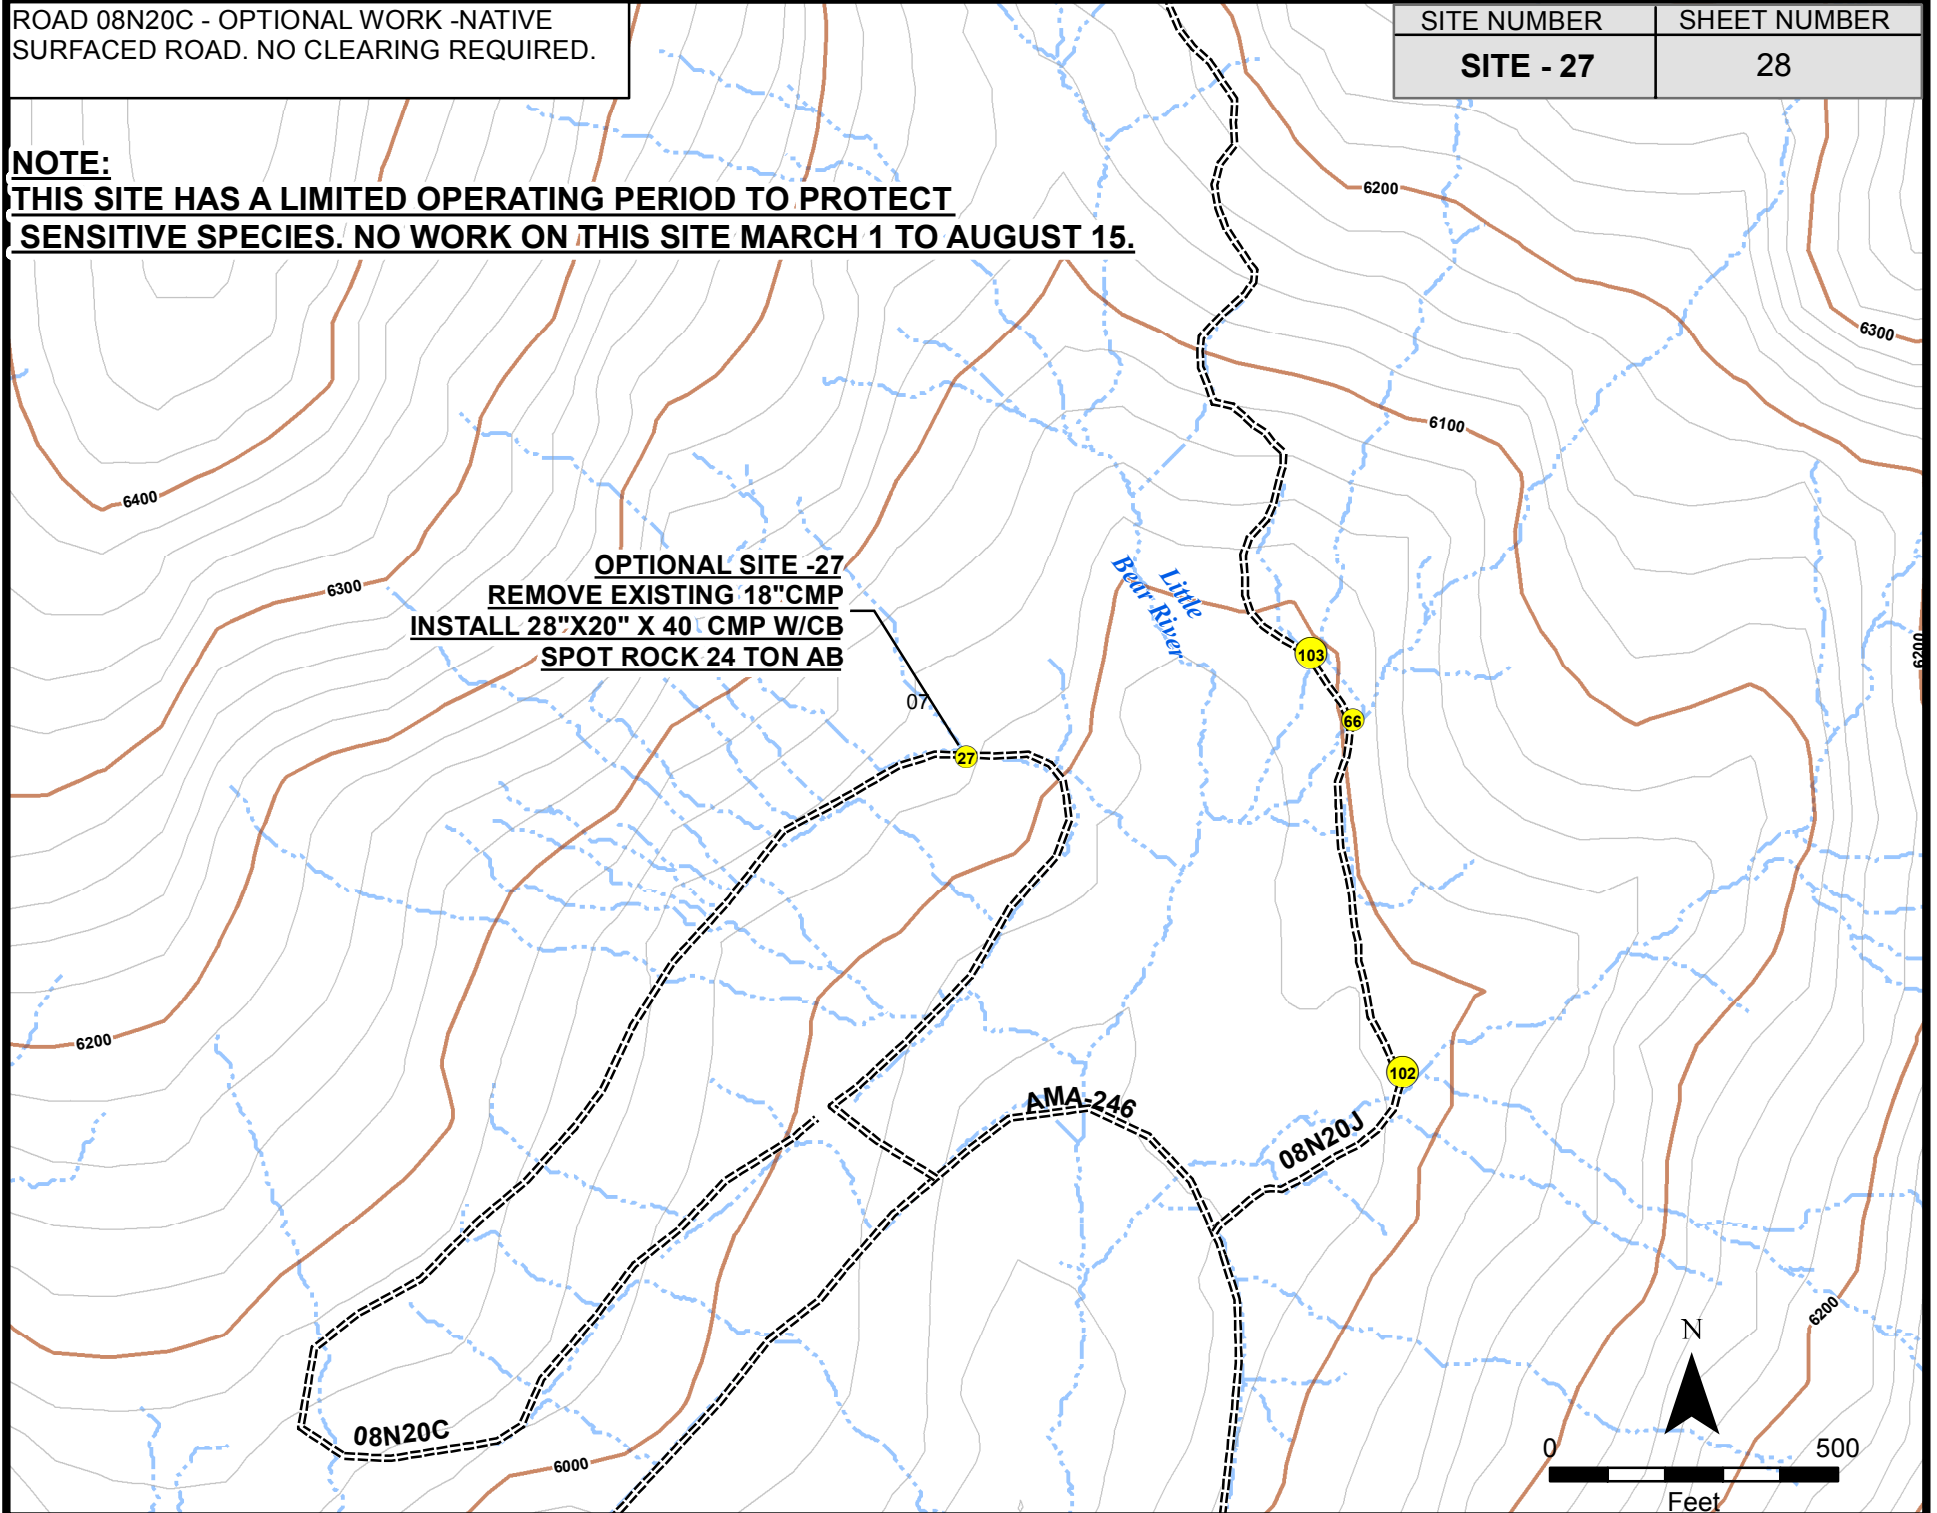 ROAD 08N20C - OPTIONAL WORK -NATIVE
SURFACED ROAD. NO CLEARING REQUIRED.
SITE NUMBER
SHEET NUMBER
SITE - 27
28
NOTE:
THIS SITE HAS A LIMITED OPERATING PERIOD TO PROTECT
SENSITIVE SPECIES. NO WORK ON THIS SITE MARCH 1 TO AUGUST 15.
6200
6300
6100
6400
6300
OPTIONAL SITE -27
REMOVE EXISTING 18"CMP
INSTALL 28"X20" X 40 CMP W/CB
SPOT ROCK 24 TON AB
Little
Bear River
6200
103
07
66
27
6200
102
AMA-246
08N20J
6200
N
08N20C
6000
0
500
Feet